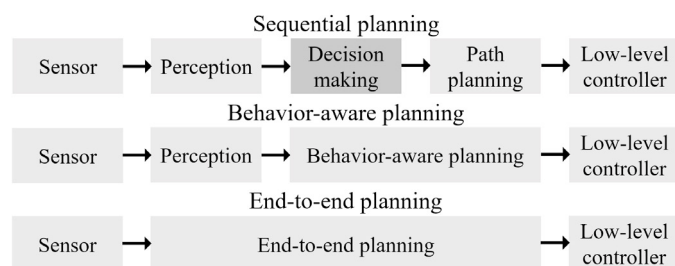 Sequential planning
Sensor
Perception
Decision
making
Path
planning
Low-level
controller
Behavior-aware planning
Sensor
Perception
Behavior-aware planning
Low-level
controller
End-to-end planning
Sensor
End-to-end planning
Low-level
controller